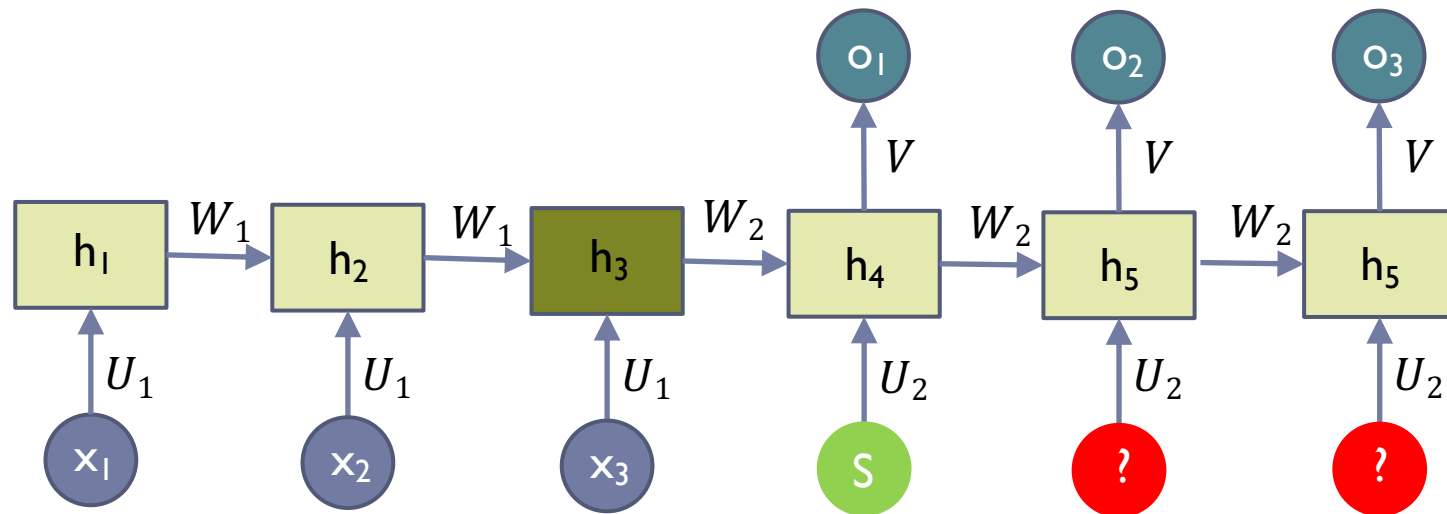 o₁ o₂ o₃
V V V
W₁ W₁ W₂ W₂ W₂
h₁ h₂ h₃ h₄ h₅ h₅
U₁ U₁ U₁ U₂ U₂ U₂
x₁ x₂ x₃ S ? ?